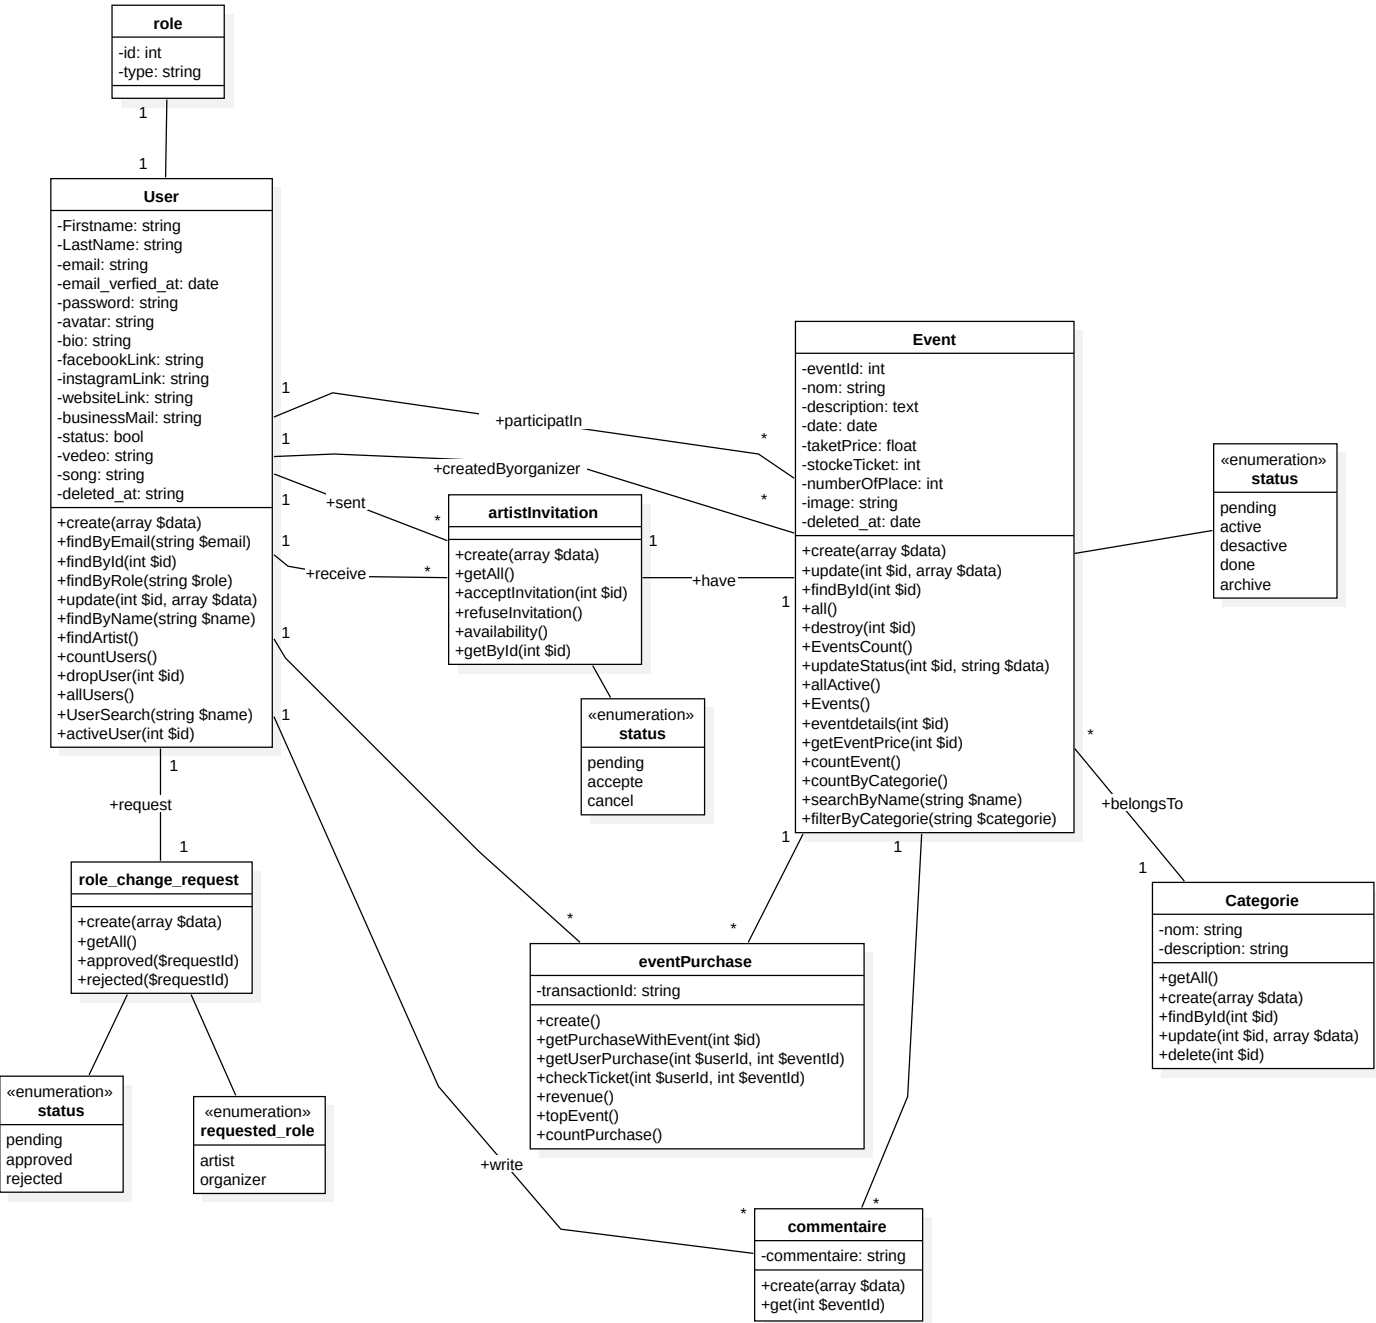 role
-id: int
-type: string
1
1
User
-Firstname: string
-LastName: string
-email: string
-email_verfied_at: date
-password: string
-avatar: string
-bio: string
-facebookLink: string
-instagramLink: string
-websiteLink: string
-businessMail: string
-status: bool
-vedeo: string
-song: string
-deleted_at: string
+create(array $data)
+findByEmail(string $email)
+findById(int $id)
+findByRole(string $role)
+update(int $id, array $data)
+findByName(string $name)
+findArtist()
+countUsers()
+dropUser(int $id)
+allUsers()
+UserSearch(string $name)
+activeUser(int $id)
1
+participatIn
*
1
+createdByorganizer
*
1
+sent
*
1
+receive
*
artistInvitation
+create(array $data)
+getAll()
+acceptInvitation(int $id)
+refuseInvitation()
+availability()
+getById(int $id)
1
+have
1
«enumeration»
status
pending
accepte
cancel
Event
-eventId: int
-nom: string
-description: text
-date: date
-taketPrice: float
-stockeTicket: int
-numberOfPlace: int
-image: string
-deleted_at: date
+create(array $data)
+update(int $id, array $data)
+findById(int $id)
+all()
+destroy(int $id)
+EventsCount()
+updateStatus(int $id, string $data)
+allActive()
+Events()
+eventdetails(int $id)
+getEventPrice(int $id)
+countEvent()
+countByCategorie()
+searchByName(string $name)
+filterByCategorie(string $categorie)
«enumeration»
status
pending
active
desactive
done
archive
*
+belongsTo
1
Categorie
-nom: string
-description: string
+getAll()
+create(array $data)
+findById(int $id)
+update(int $id, array $data)
+delete(int $id)
1
*
1
*
eventPurchase
-transactionId: string
+create()
+getPurchaseWithEvent(int $id)
+getUserPurchase(int $userId, int $eventId)
+checkTicket(int $userId, int $eventId)
+revenue()
+topEvent()
+countPurchase()
1
+request
1
role_change_request
+create(array $data)
+getAll()
+approved($requestId)
+rejected($requestId)
«enumeration»
status
pending
approved
rejected
«enumeration»
requested_role
artist
organizer
1
+write
*
1
*
commentaire
-commentaire: string
+create(array $data)
+get(int $eventId)